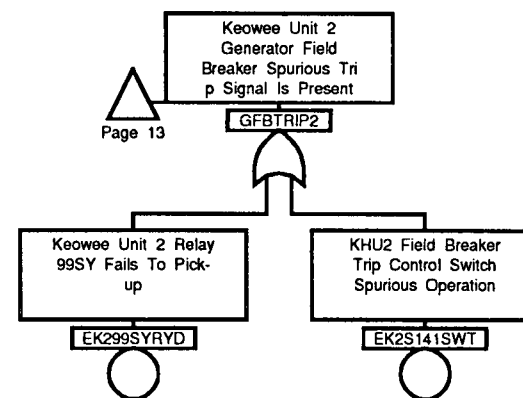 Keowee Unit 2
Generator Field
Breaker Spurious Tri
p Signal Is Present
Page 13
GFBTRIP2
Keowee Unit 2 Relay
99SY Fails To Pick-
up
EK299SYRYD
KHU2 Field Breaker
Trip Control Switch
Spurious Operation
EK2S141SWT